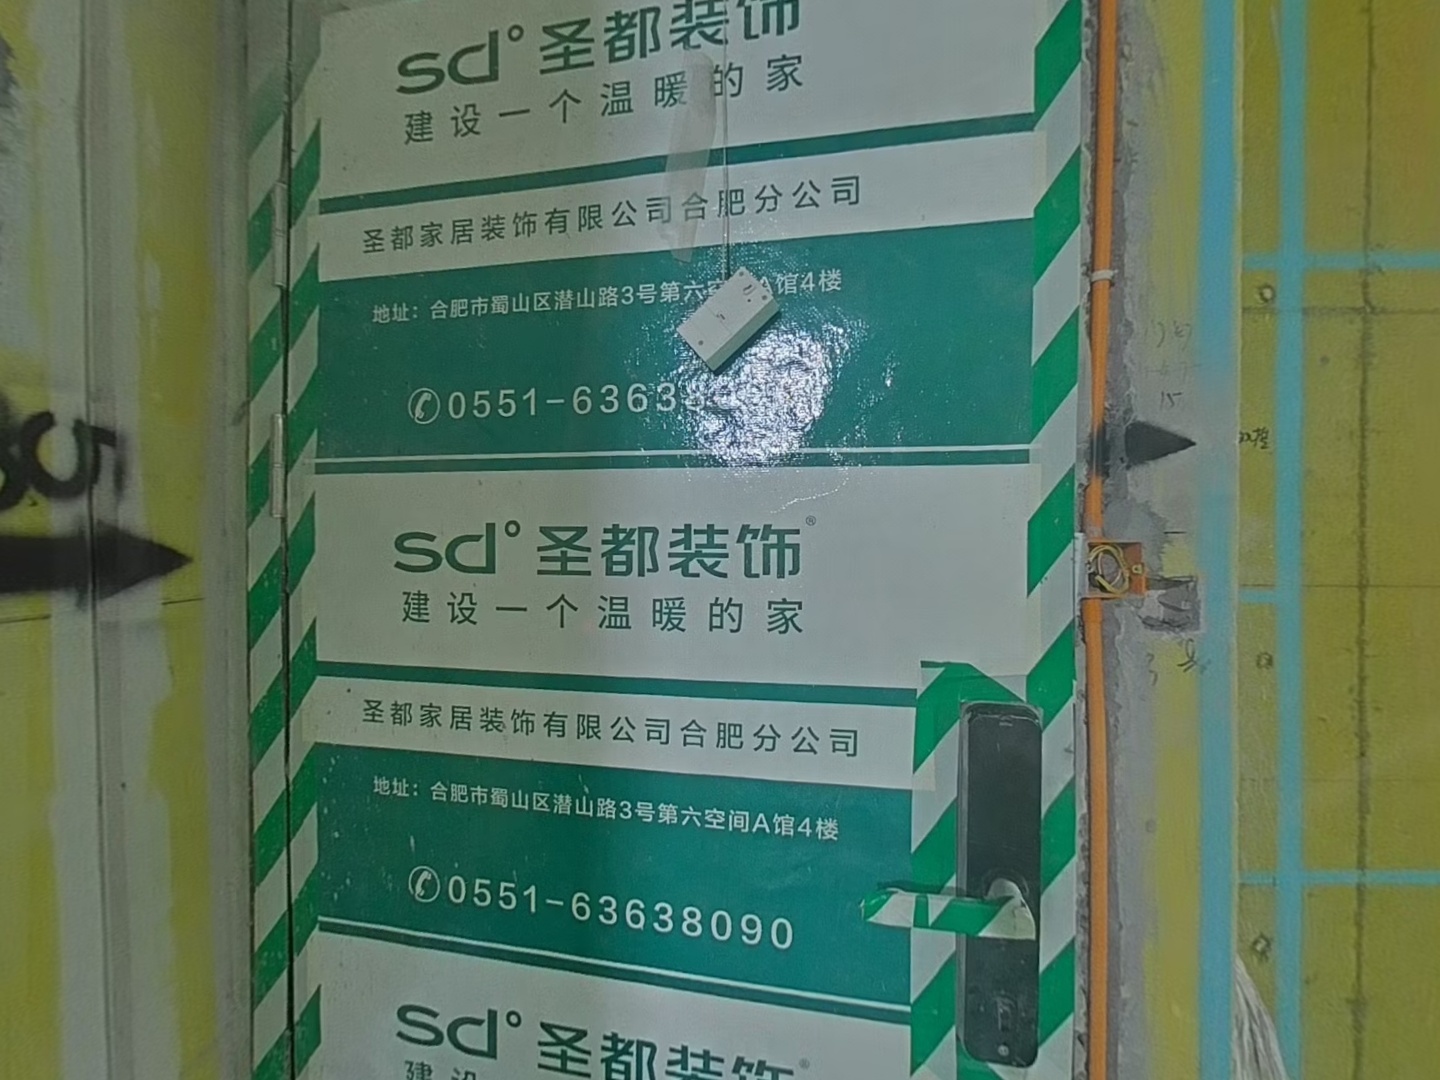 sd° 圣都装饰
建设一个温暖的家
圣都家居装饰有限公司合肥分公司
地址：合肥市蜀山区潜山路3号第六空A馆4楼
0551-6363
sd° 圣都装饰®
建设一个温暖的家
圣都家居装饰有限公司合肥分公司
地址：合肥市蜀山区潜山路3号第六空间A馆4楼
0551-63638090
sd° 圣都装饰®
15
双控